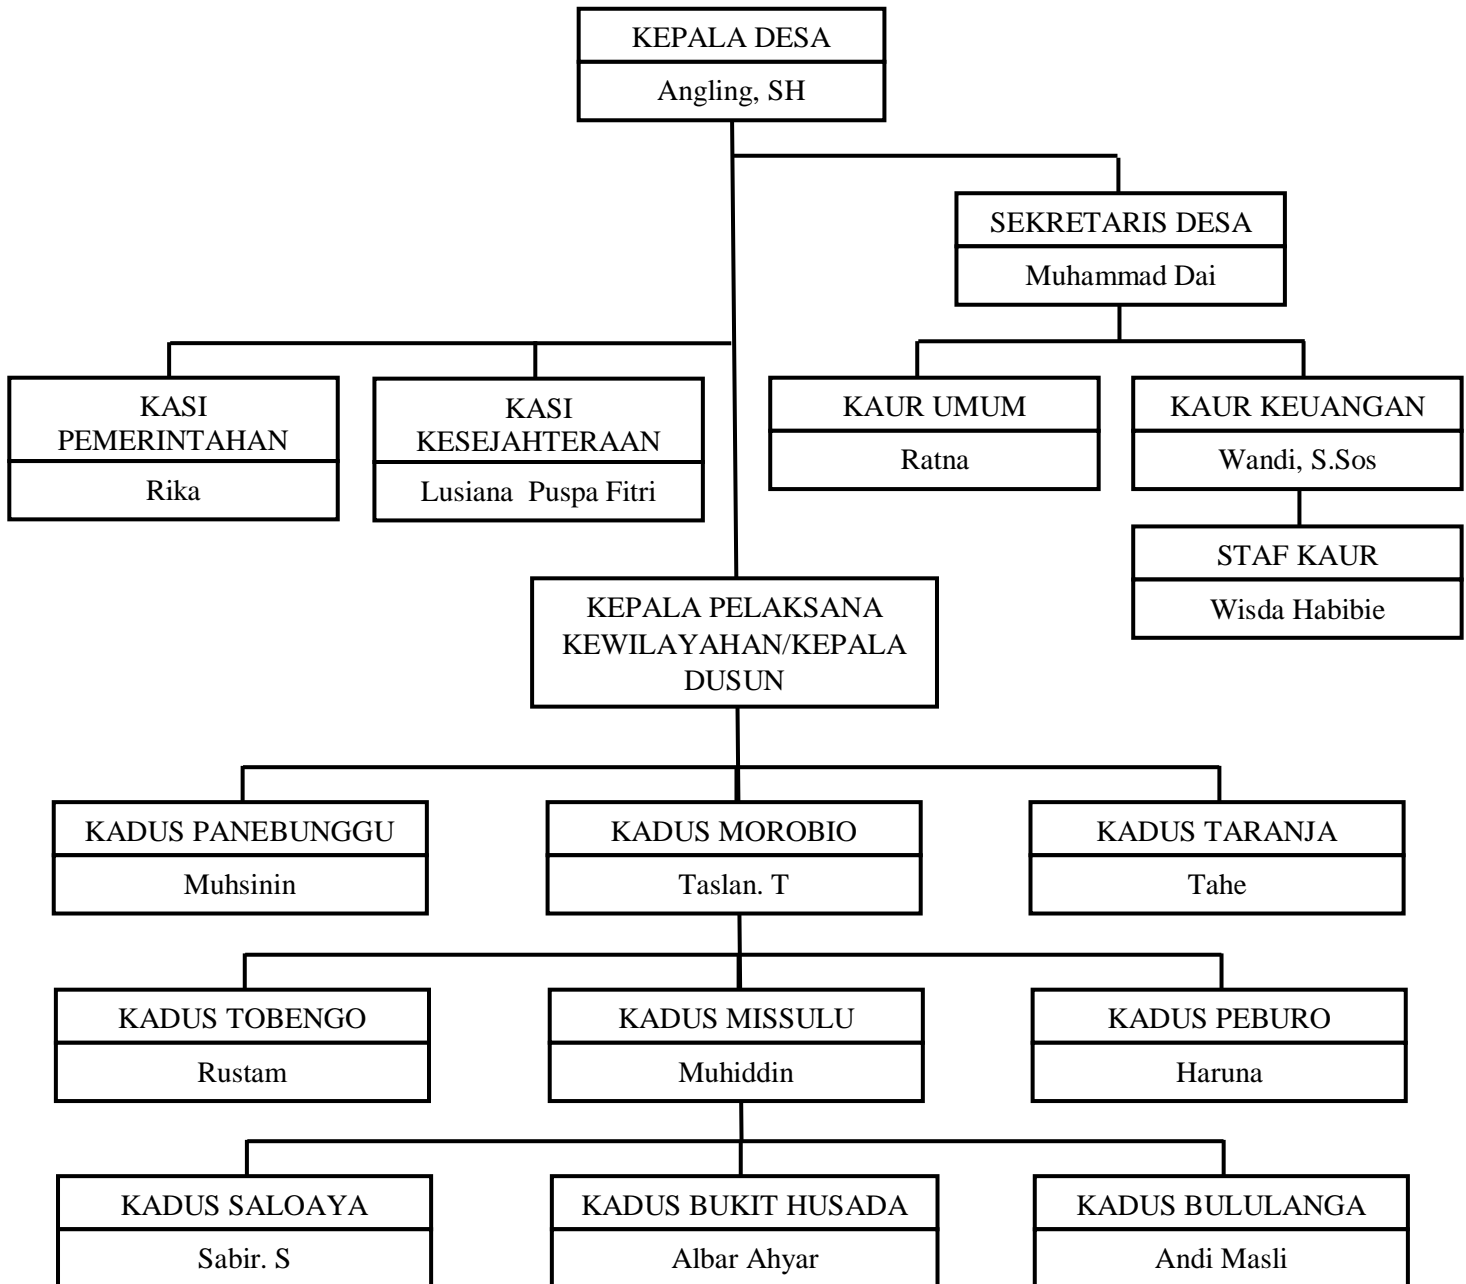 KEPALA DESA
Angling, SH
SEKRETARIS DESA
Muhammad Dai
KASI
PEMERINTAHAN
Rika
KASI
KESEJAHTERAAN
Lusiana Puspa Fitri
KAUR UMUM
Ratna
KAUR KEUANGAN
Wandi, S.Sos
STAF KAUR
Wisda Habibie
KEPALA PELAKSANA
KEWILAYAHAN/KEPALA
DUSUN
KADUS PANEBUNGGU
Muhsinin
KADUS MOROBIO
Taslan. T
KADUS TARANJA
Tahe
KADUS TOBENGO
Rustam
KADUS MISSULU
Muhiddin
KADUS PEBURO
Haruna
KADUS SALOAYA
Sabir. S
KADUS BUKIT HUSADA
Albar Ahyar
KADUS BULULANGA
Andi Masli